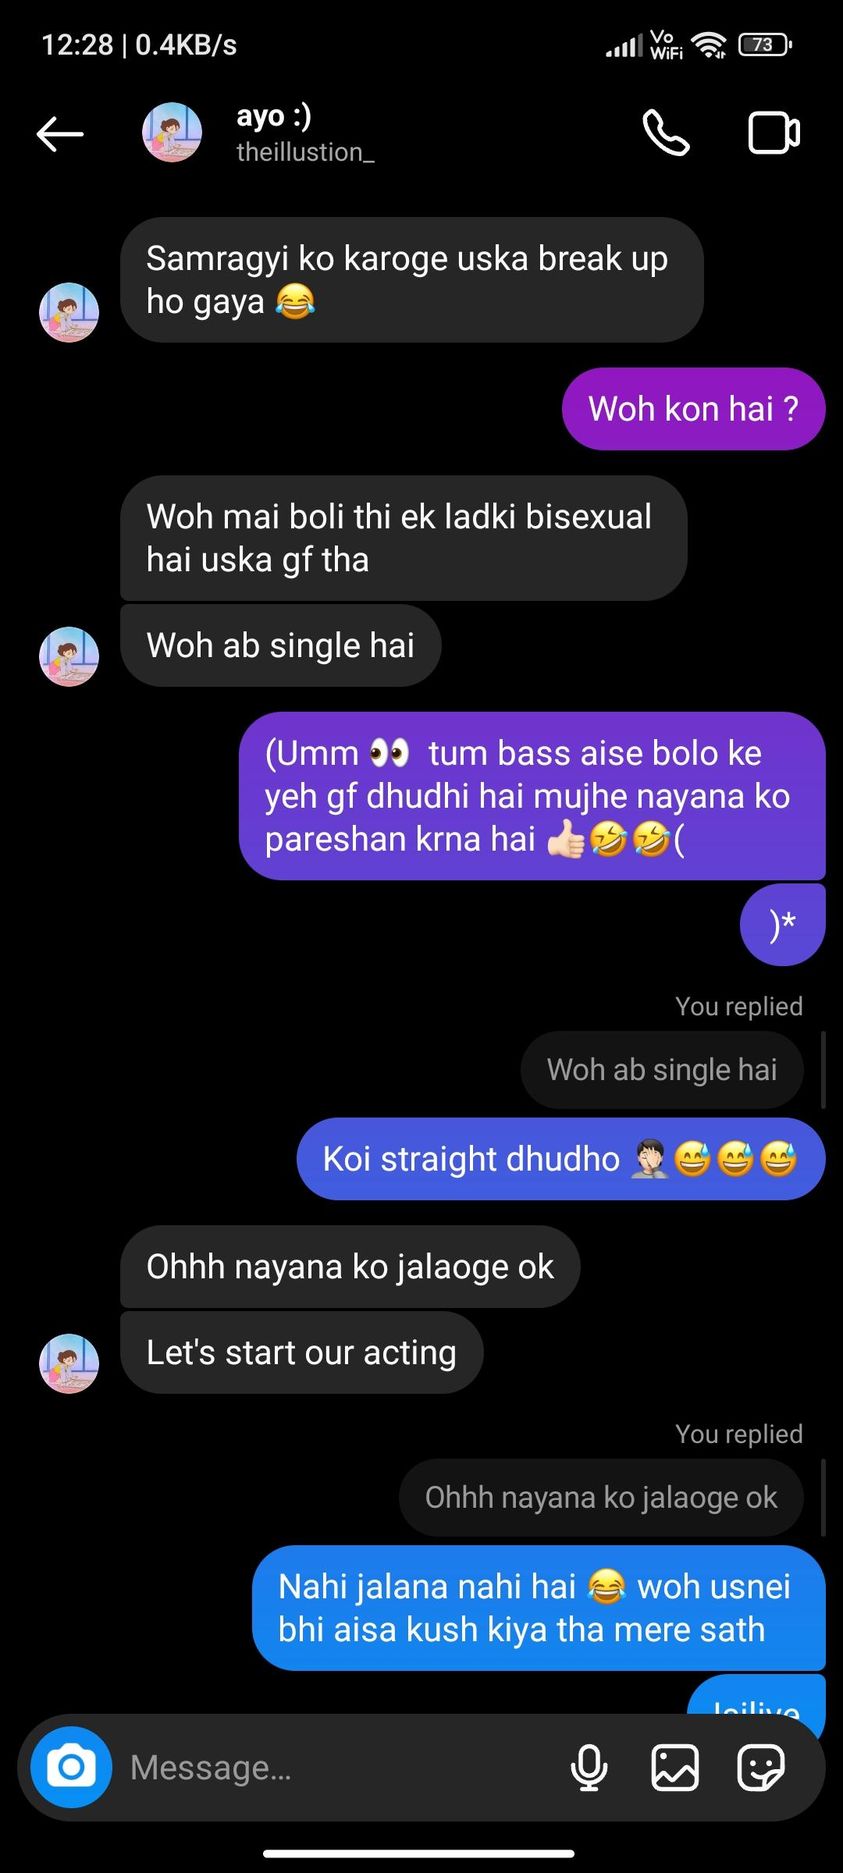 12:28 | 0.4KB/s
Vo
WiFi
73
ayo :)
theillustion_
Samragyi ko karoge uska break up
ho gaya 😂
Woh kon hai ?
Woh mai boli thi ek ladki bisexual
hai uska gf tha
Woh ab single hai
(Umm 👀 tum bass aise bolo ke
yeh gf dhudhi hai mujhe nayana ko
pareshan krna hai 👍🏻🤣🤣(
)*
You replied
Woh ab single hai
Koi straight dhudho 🤦🏻‍♂️😅😅😅
Ohhh nayana ko jalaoge ok
Let's start our acting
You replied
Ohhh nayana ko jalaoge ok
Nahi jalana nahi hai 😂 woh usnei
bhi aisa kush kiya tha mere sath
Message...